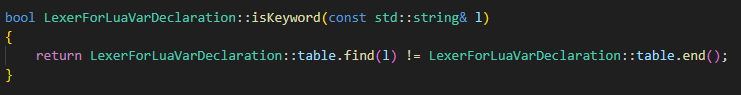 bool LexerForLuaVarDeclaration::isKeyword(const std::string& l)
{
    return LexerForLuaVarDeclaration::table.find(l) != LexerForLuaVarDeclaration::table.end();
}